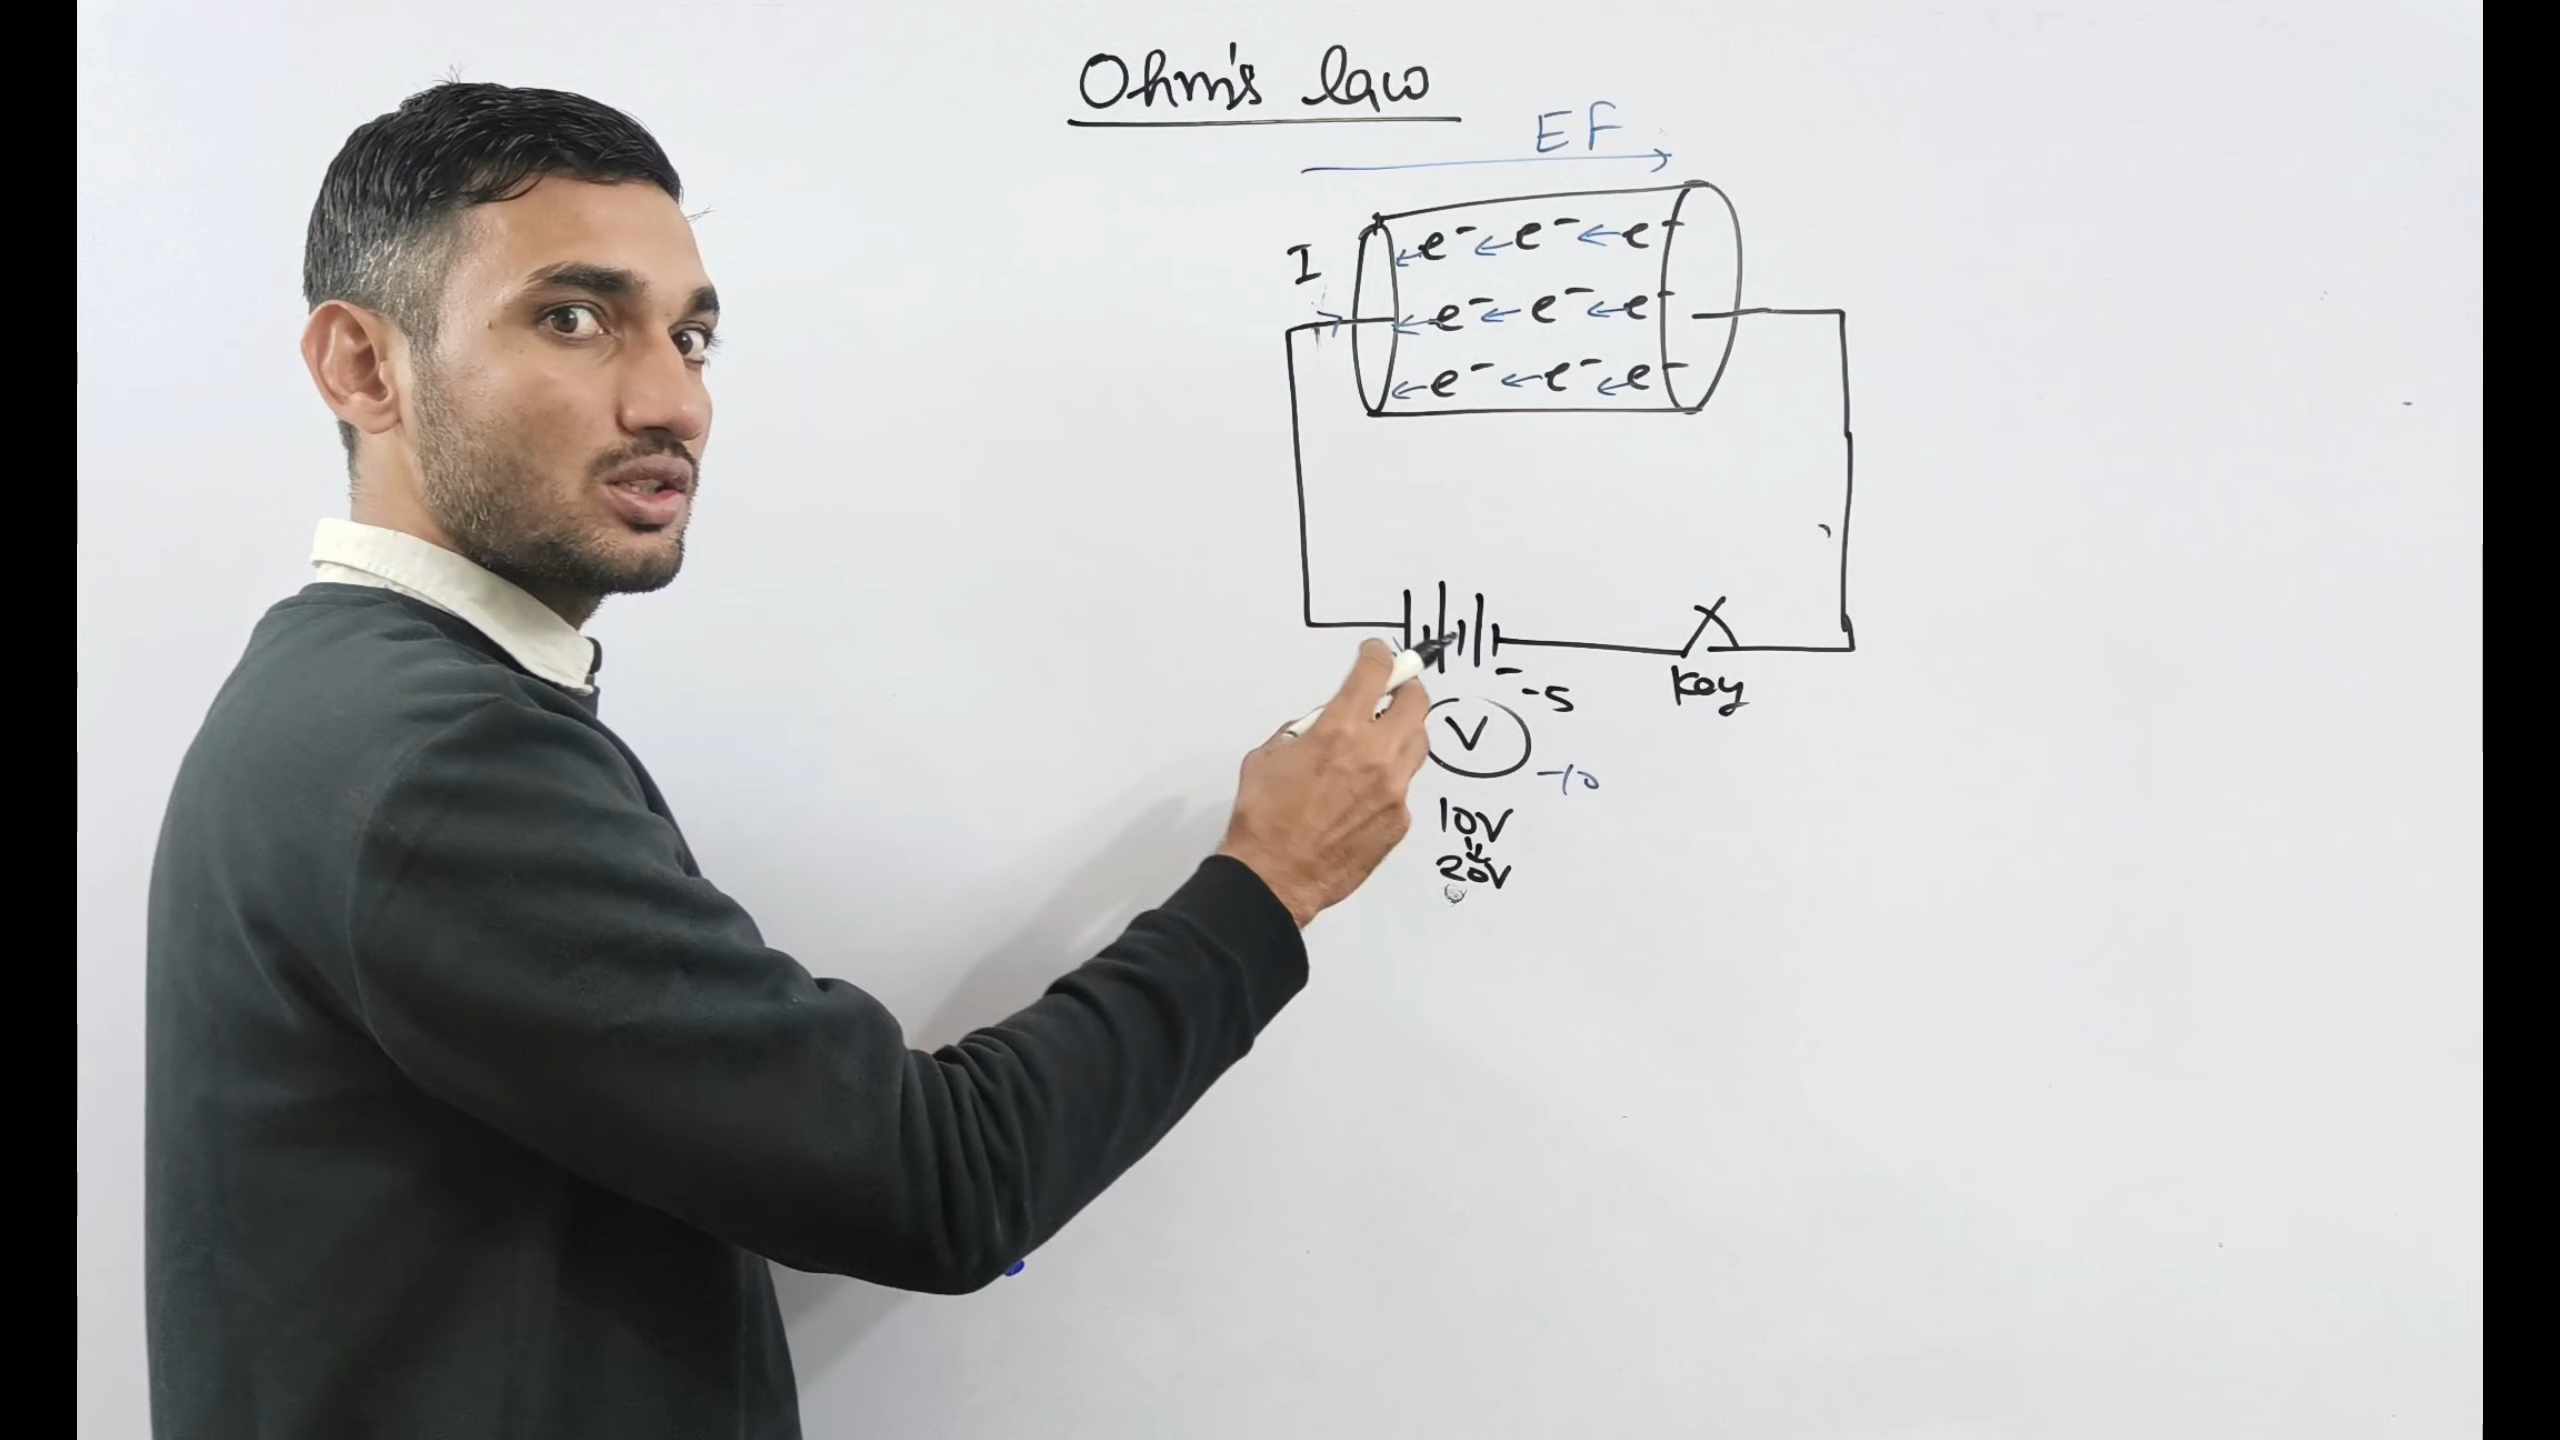 Ohm's law
EF
I
e⁻ e⁻ e⁻
e⁻ e⁻ e⁻
e⁻ e⁻ e⁻
-
-5
Key
V
-10
10V
20V